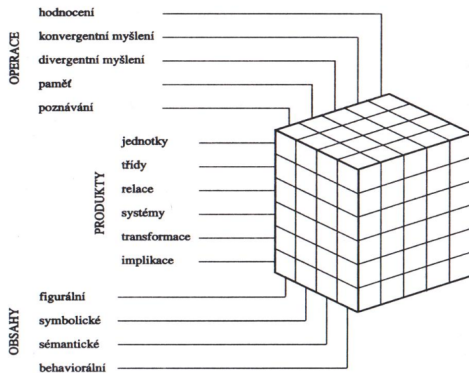 OPERACE
hodnocení
konvergentní myšlení
divergentní myšlení
paměť
poznávání
PRODUKTY
jednotky
třídy
relace
systémy
transformace
implikace
OBSAHY
figurální
symbolické
sémantické
behaviorální